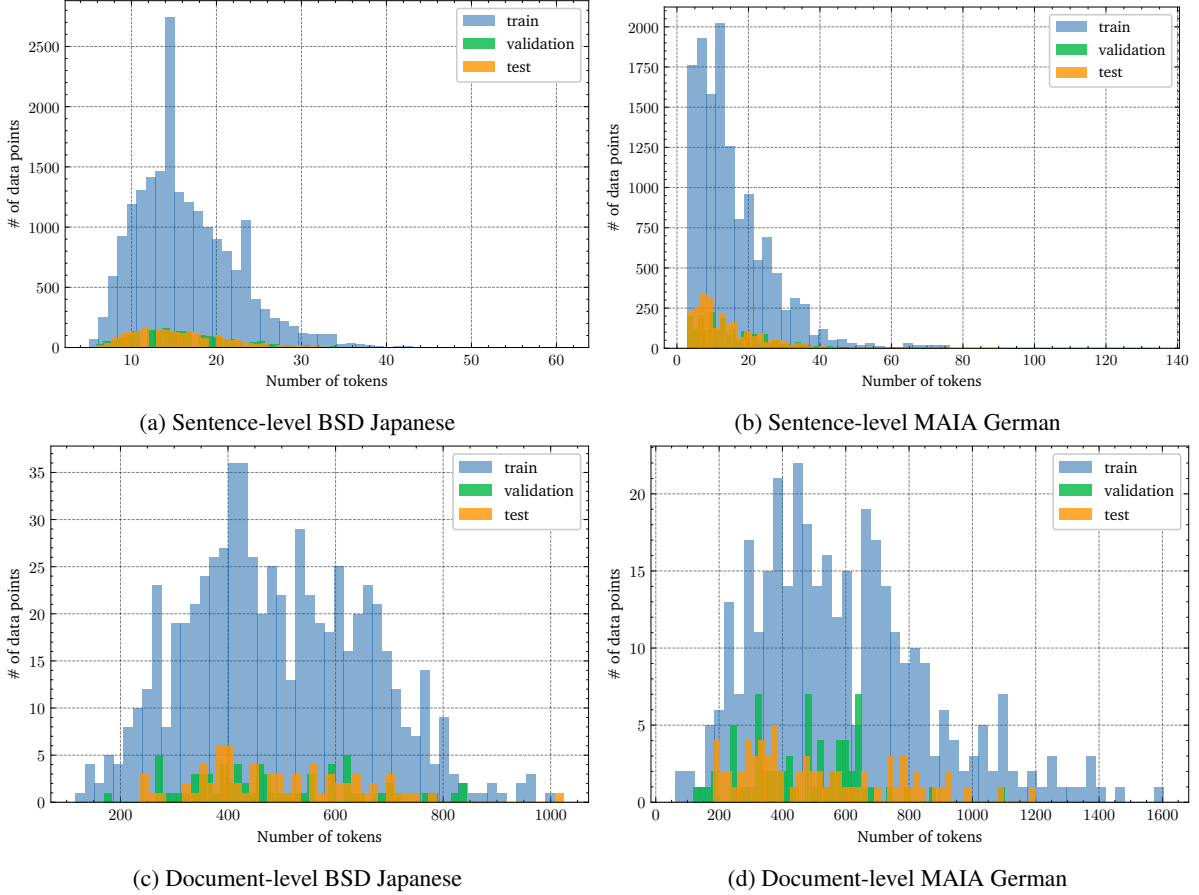 train
validation
test
2500
2000
1500
1000
500
0
# of data points
10
20
30
40
50
60
Number of tokens
(a) Sentence-level BSD Japanese
train
validation
test
2000
1750
1500
1250
1000
750
500
250
0
# of data points
0
20
40
60
80
100
120
140
Number of tokens
(b) Sentence-level MAIA German
train
validation
test
35
30
25
20
15
10
5
0
# of data points
200
400
600
800
1000
Number of tokens
(c) Document-level BSD Japanese
train
validation
test
20
15
10
5
0
# of data points
0
200
400
600
800
1000
1200
1400
1600
Number of tokens
(d) Document-level MAIA German